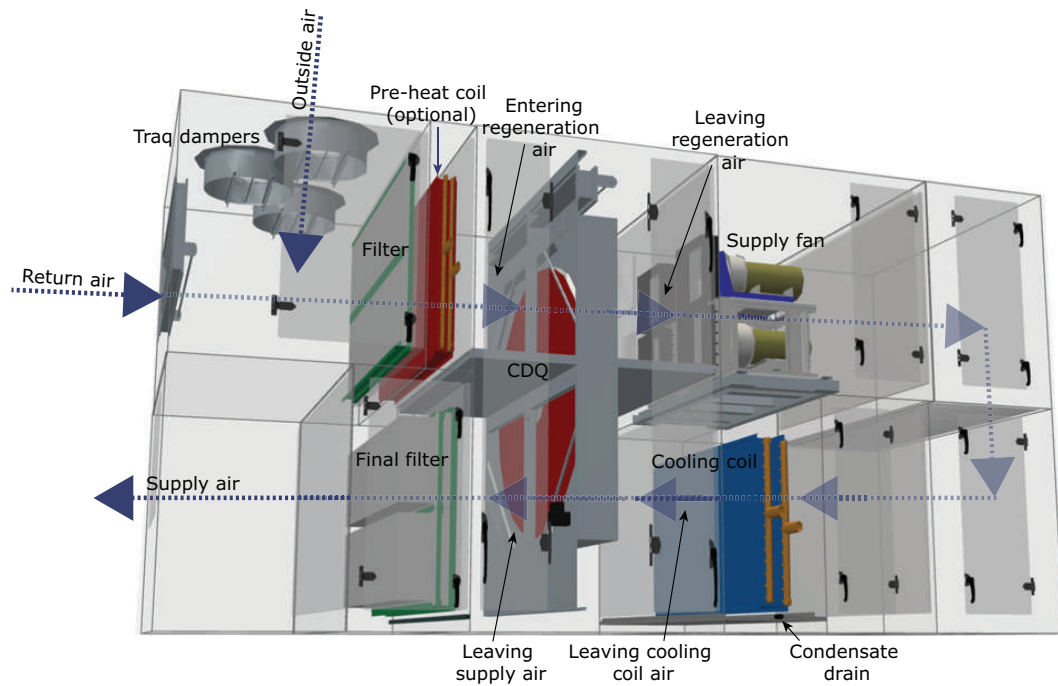 Outside air
Pre-heat coil
(optional)
Entering
regeneration
air
Leaving
regeneration
air
Traq dampers
Filter
Supply fan
Return air
CDQ
Final filter
Cooling coil
Supply air
Leaving
supply air
Leaving cooling
coil air
Condensate
drain